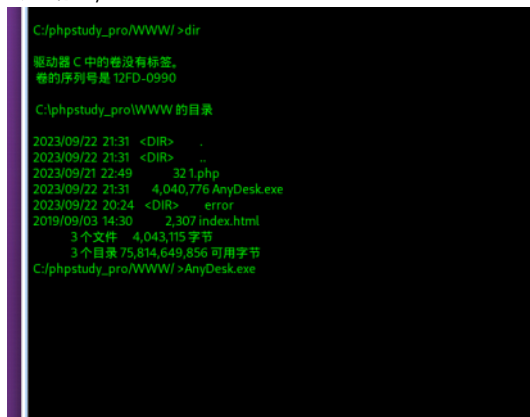 C:/phpstudy_pro/WWW/ >dir
驱动器 C 中的卷没有标签。
卷的序列号是 12FD-0990
C:\phpstudy_pro\WWW 的目录
2023/09/22 21:31 <DIR> .
2023/09/22 21:31 <DIR> ..
2023/09/21 22:49 32 1.php
2023/09/22 21:31 4,040,776 AnyDesk.exe
2023/09/22 20:24 <DIR> error
2019/09/03 14:30 2,307 index.html
3 个文件 4,043,115 字节
3 个目录 75,814,649,856 可用字节
C:/phpstudy_pro/WWW/ >AnyDesk.exe